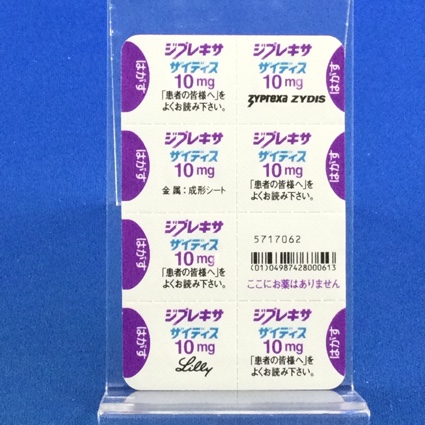 ジプレキサ
ザイディス
10mg
「患者の皆様へ」を
よくお読み下さい。
はがす
ジプレキサ
ザイディス
10mg
zyprexa ZYDIS
はがす
ジプレキサ
ザイディス
10mg
金属:成形シート
はがす
ジプレキサ
ザイディス
10mg
「患者の皆様へ」を
よくお読み下さい。
はがす
ジプレキサ
ザイディス
10mg
「患者の皆様へ」を
よくお読み下さい。
はがす
5717062
(01)04987428000613
ここにお薬はありません
ジプレキサ
ザイディス
10mg
Lilly
はがす
ジプレキサ
ザイディス
10mg
「患者の皆様へ」を
よくお読み下さい。
はがす